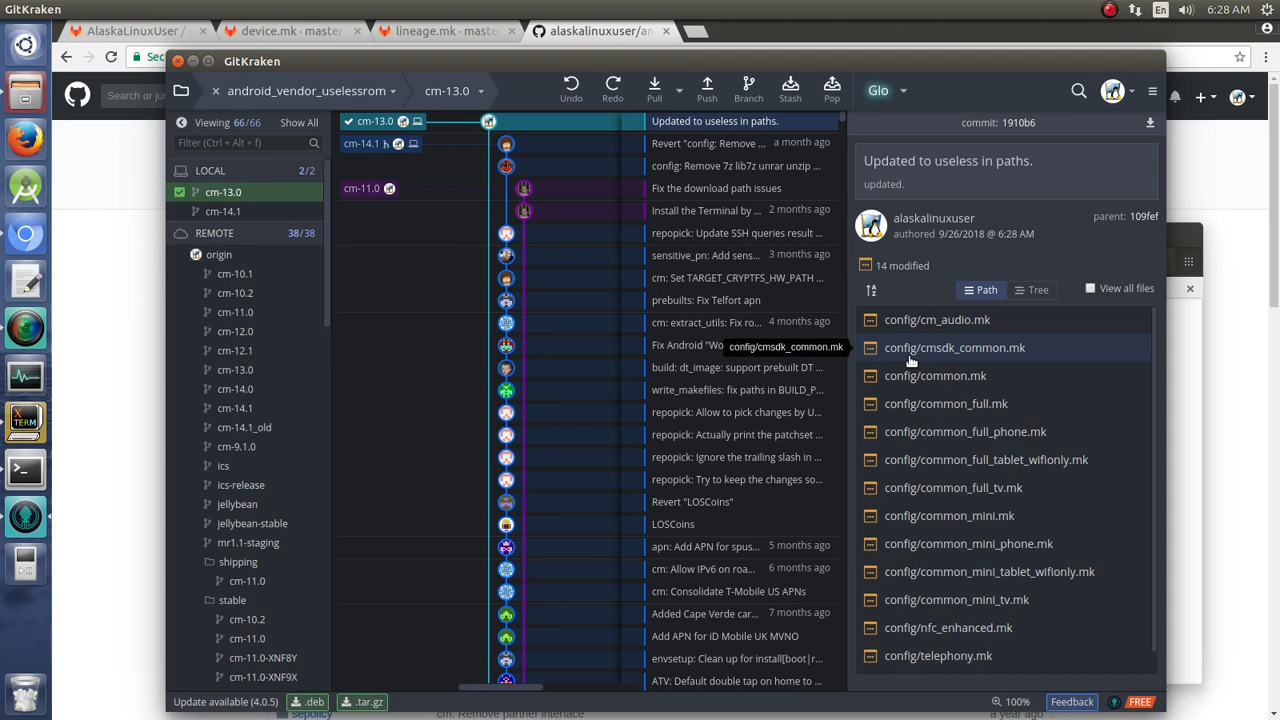 GitKraken
En
6:28 AM
AlaskaLinuxUser /
device.mk - master
lineage.mk - maste
alaskalinuxuser/an
Sec
GitKraken
android_vendor_uselessrom
cm-13.0
Undo
Redo
Pull
Push
Branch
Stash
Pop
Glo
Search or jum
Viewing 66/66
Show All
Filter (Ctrl + Alt + f)
LOCAL
2/2
cm-13.0
cm-14.1
REMOTE
38/38
origin
cm-10.1
cm-10.2
cm-11.0
cm-12.0
cm-12.1
cm-13.0
cm-14.0
cm-14.1
cm-14.1_old
cm-9.1.0
ics
ics-release
jellybean
jellybean-stable
mr1.1-staging
shipping
cm-11.0
stable
cm-10.2
cm-11.0
cm-11.0-XNF8Y
cm-11.0-XNF9X
cm-13.0
Updated to useless in paths.
cm-14.1
Revert "config: Remove ...
a month ago
config: Remove 7z lib7z unrar unzip ...
cm-11.0
Fix the download path issues
Install the Terminal by ...
2 months ago
repopick: Update SSH queries result ...
sensitive_pn: Add sens...
3 months ago
cm: Set TARGET_CRYPTFS_HW_PATH ...
prebuilts: Fix Telfort apn
cm: extract_utils: Fix ro...
4 months ago
Fix Android "Wo
config/cmsdk_common.mk
build: dt_image: support prebuilt DT ...
write_makefiles: fix paths in BUILD_P...
repopick: Allow to pick changes by U...
repopick: Actually print the patchset ...
repopick: Ignore the trailing slash in ...
repopick: Try to keep the changes so...
Revert "LOSCoins"
LOSCoins
apn: Add APN for spus...
5 months ago
cm: Allow IPv6 on roa...
6 months ago
cm: Consolidate T-Mobile US APNs
Added Cape Verde car...
7 months ago
Add APN for iD Mobile UK MVNO
envsetup: Clean up for install[boot|r...
ATV: Default double tap on home to ...
commit: 1910b6
Updated to useless in paths.
updated.
alaskalinuxuser
authored 9/26/2018 @ 6:28 AM
parent: 109fef
14 modified
Path
Tree
View all files
config/cm_audio.mk
config/cmsdk_common.mk
config/common.mk
config/common_full.mk
config/common_full_phone.mk
config/common_full_tablet_wifionly.mk
config/common_full_tv.mk
config/common_mini.mk
config/common_mini_phone.mk
config/common_mini_tablet_wifionly.mk
config/common_mini_tv.mk
config/nfc_enhanced.mk
config/telephony.mk
Update available (4.0.5)
.deb
.tar.gz
100%
Feedback
FREE
sepolicy
cm: Remove partner interface
a year ago
X
TERM